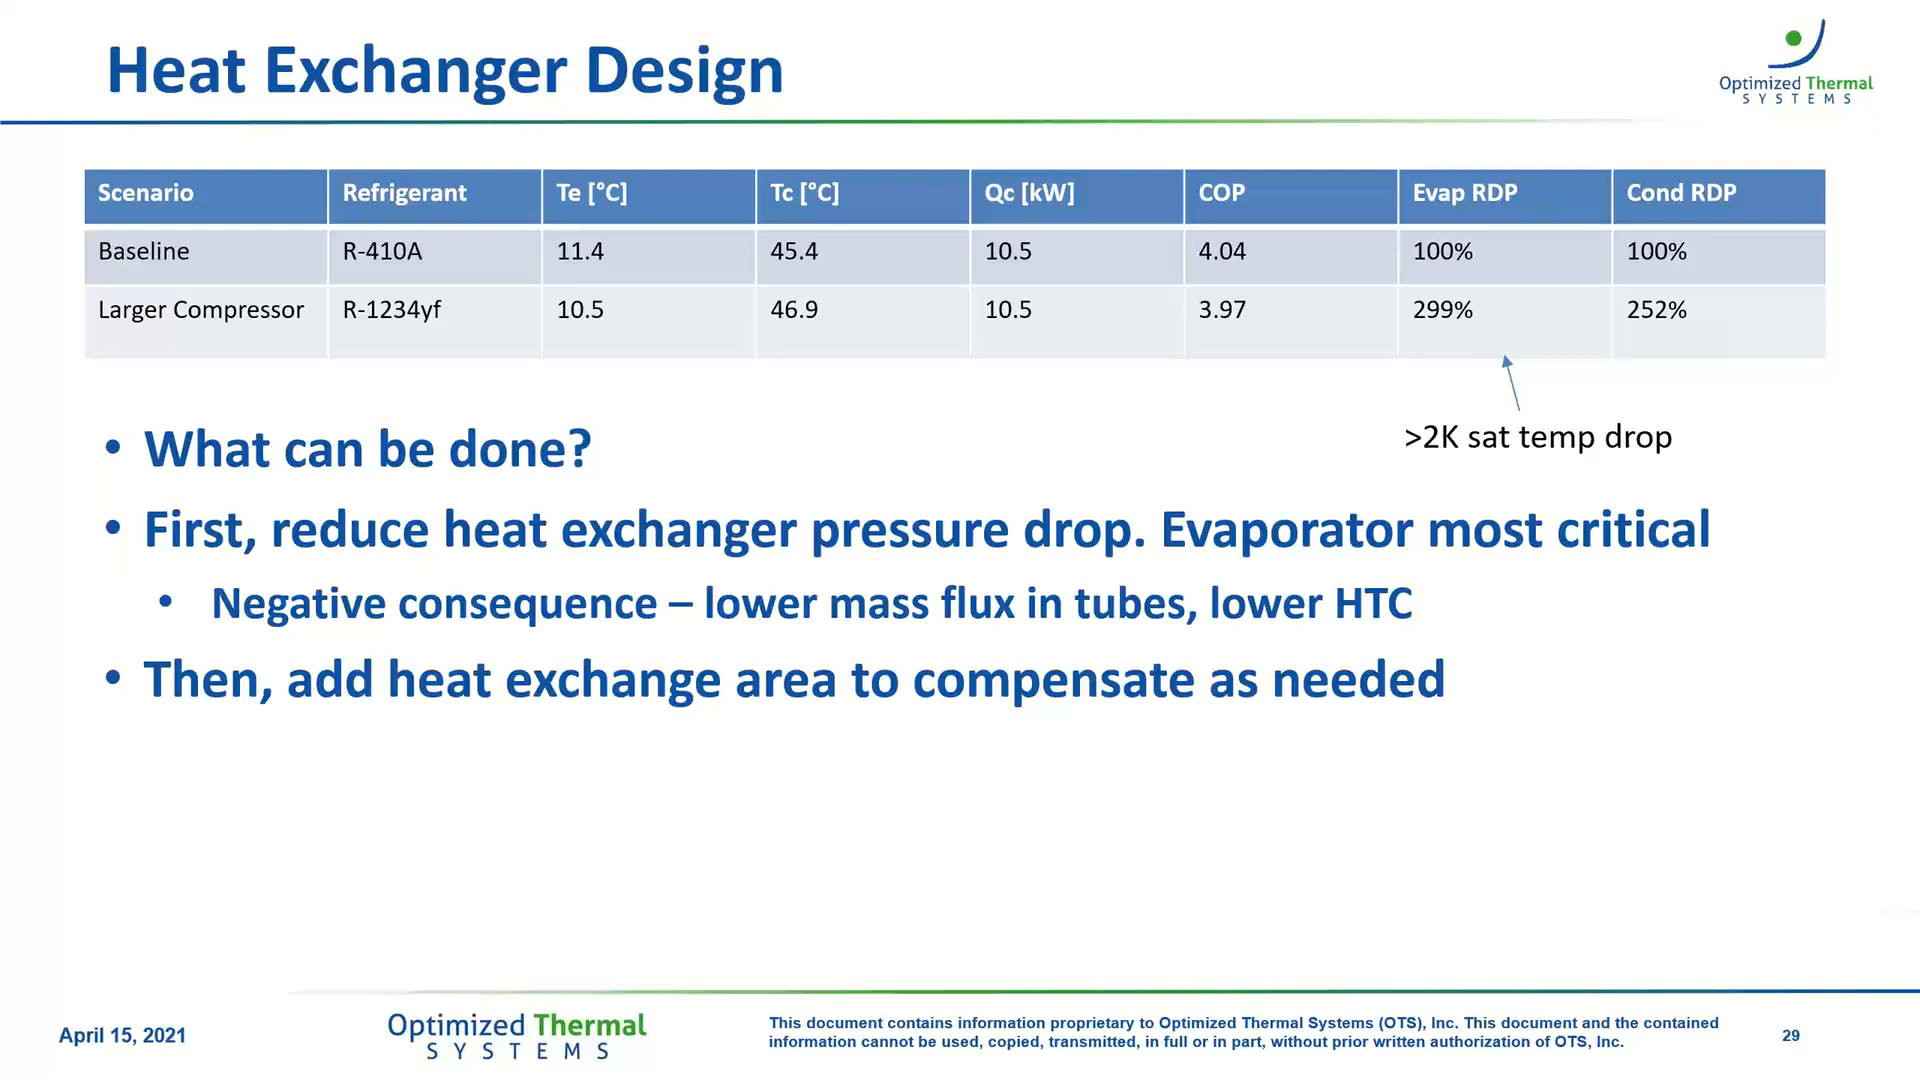 Heat Exchanger Design
Optimized Thermal
SYSTEMS
Scenario Refrigerant Te [°C] Tc [°C] Qc [kW] COP Evap RDP Cond RDP
Baseline R-410A 11.4 45.4 10.5 4.04 100% 100%
Larger Compressor R-1234yf 10.5 46.9 10.5 3.97 299% 252%
>2K sat temp drop
• What can be done?
• First, reduce heat exchanger pressure drop. Evaporator most critical
• Negative consequence – lower mass flux in tubes, lower HTC
• Then, add heat exchange area to compensate as needed
April 15, 2021
Optimized Thermal
SYSTEMS
This document contains information proprietary to Optimized Thermal Systems (OTS), Inc. This document and the contained
information cannot be used, copied, transmitted, in full or in part, without prior written authorization of OTS, Inc.
29